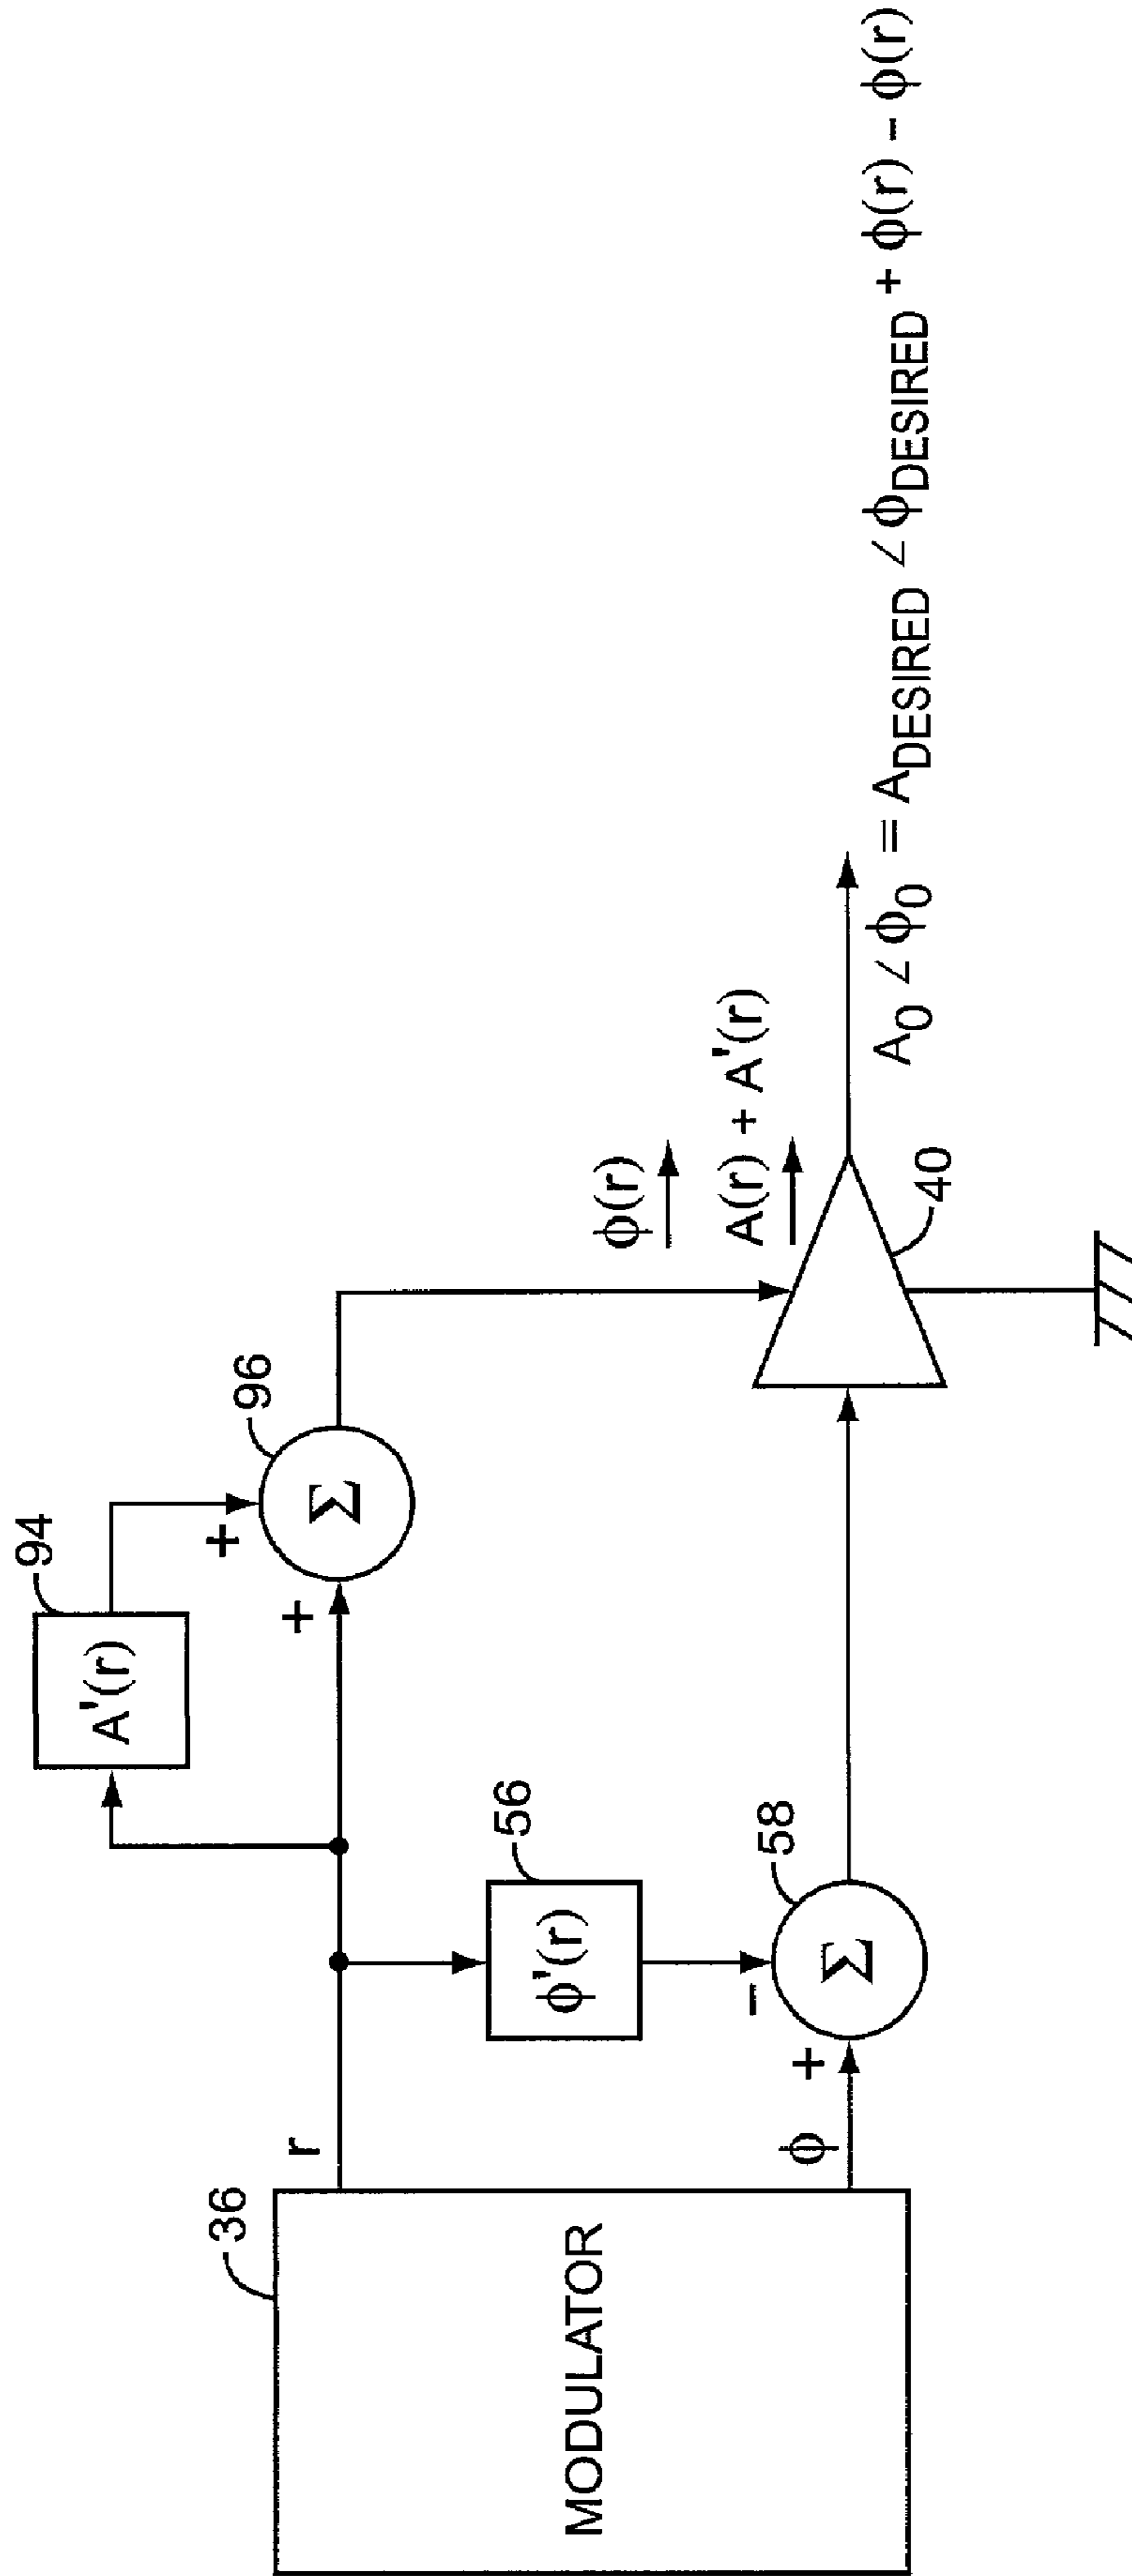 36
MODULATOR
r
ϕ
94
A'(r)
+
+
96
Σ
56
ϕ'(r)
-
+
58
Σ
ϕ(r)
A(r) + A'(r)
40
A0 ∠ ϕ0 = ADESIRED ∠ ϕDESIRED + ϕ(r) - ϕ(r)